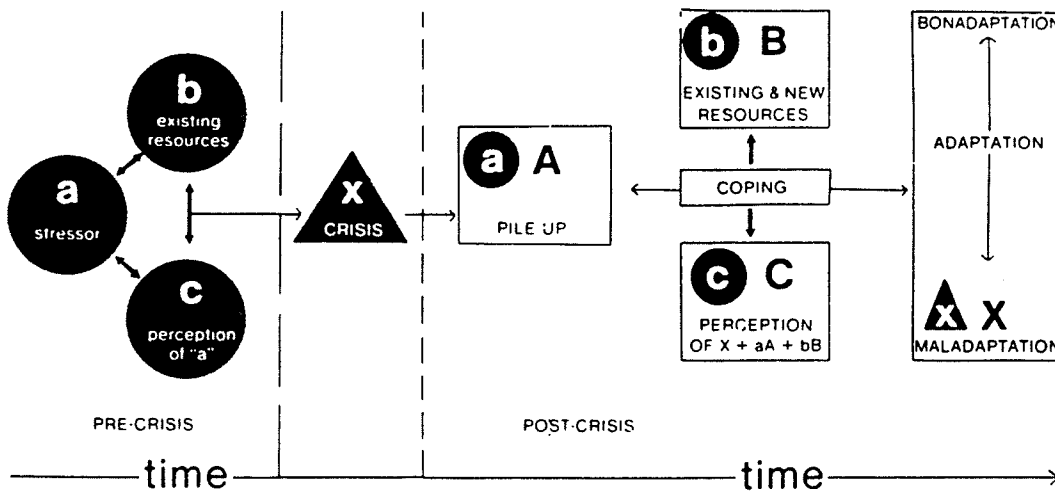 b
existing
resources
a
stressor
c
perception
of "a"
x
CRISIS
a A
PILE UP
b B
EXISTING & NEW
RESOURCES
COPING
c C
PERCEPTION
OF X + aA + bB
BONADAPTATION
ADAPTATION
x X
MALADAPTATION
PRE-CRISIS
POST-CRISIS
time
time